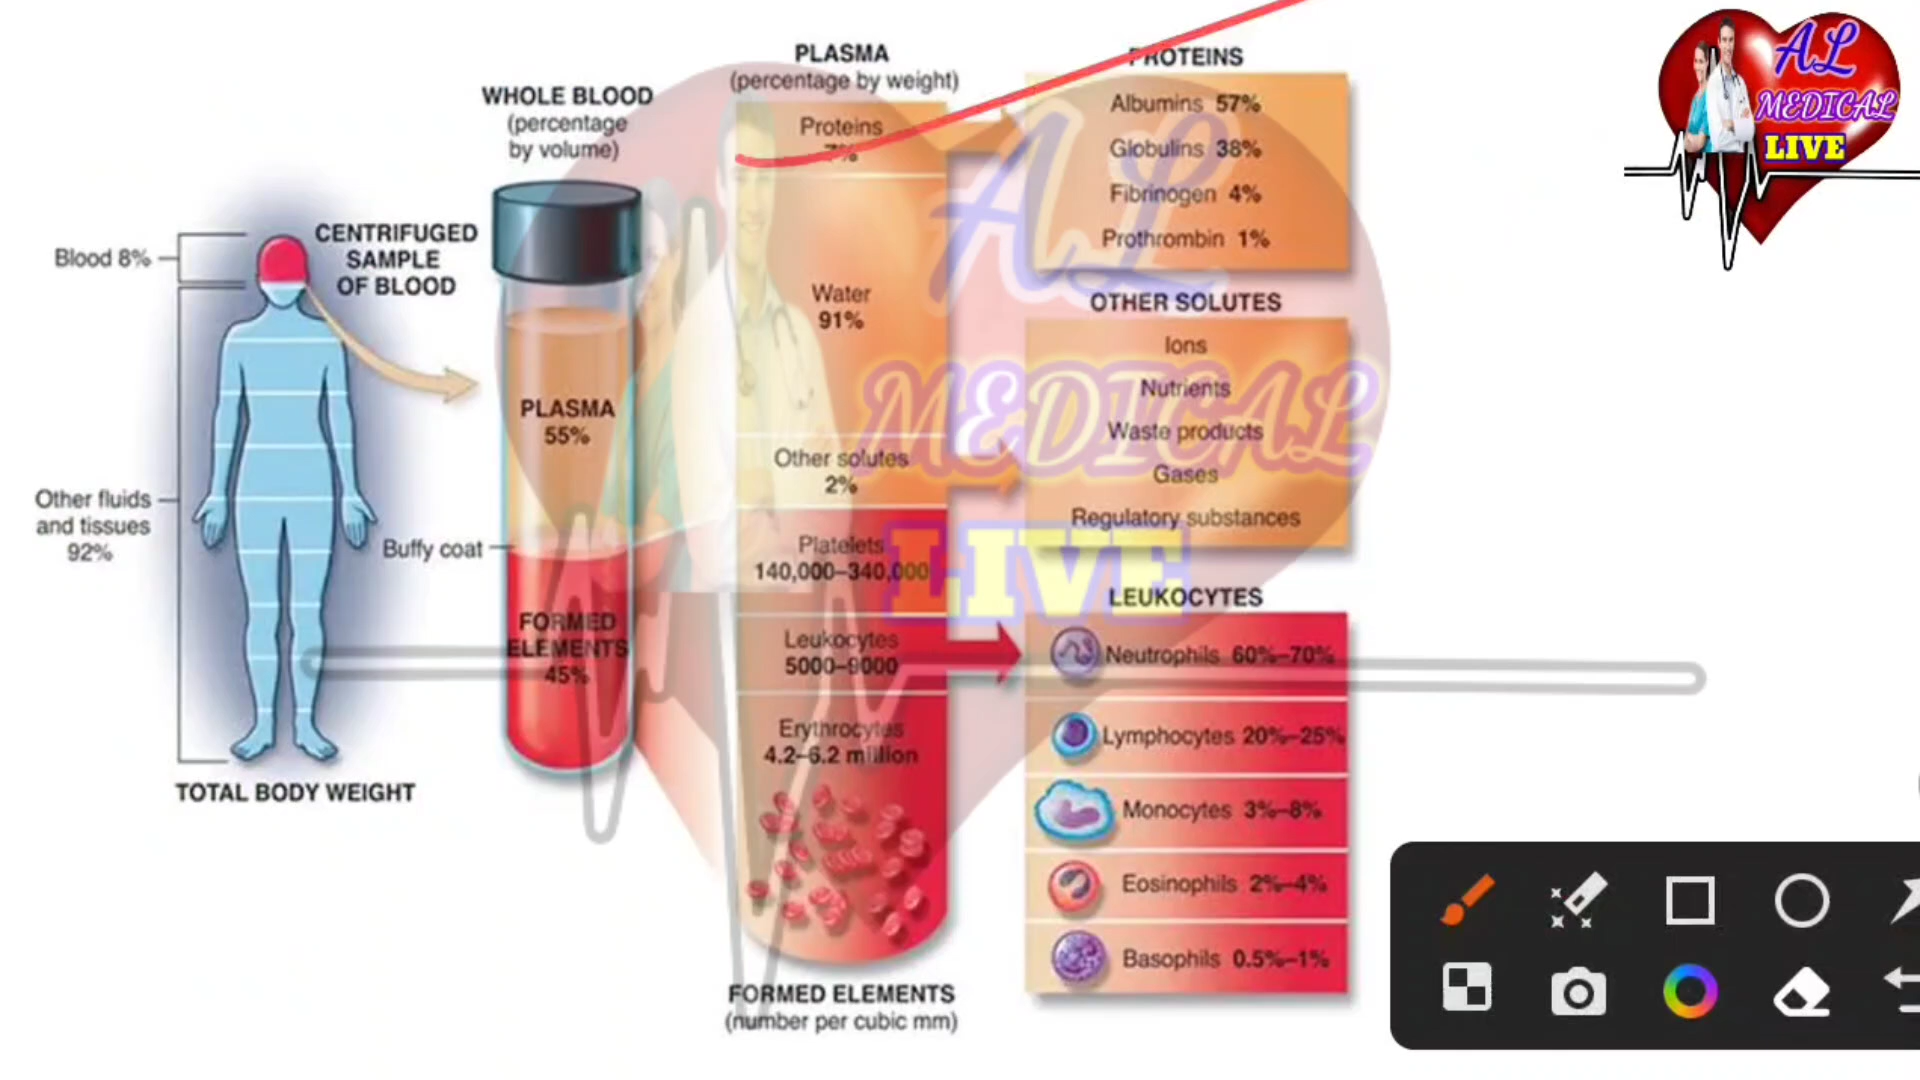 PLASMA
(percentage by weight)
Proteins
7%
Water
91%
Other solutes
2%
Platelets
140,000–340,000
Leukocytes
5000–9000
Erythrocytes
4.2–6.2 million
FORMED ELEMENTS
(number per cubic mm)
WHOLE BLOOD
(percentage
by volume)
PLASMA
55%
Buffy coat
FORMED
ELEMENTS
45%
CENTRIFUGED
SAMPLE
OF BLOOD
Blood 8%
Other fluids
and tissues
92%
TOTAL BODY WEIGHT
PROTEINS
Albumins 57%
Globulins 38%
Fibrinogen 4%
Prothrombin 1%
OTHER SOLUTES
Ions
Nutrients
Waste products
Gases
Regulatory substances
LEUKOCYTES
Neutrophils 60%–70%
Lymphocytes 20%–25%
Monocytes 3%–8%
Eosinophils 2%–4%
Basophils 0.5%–1%
AL
MEDICAL
LIVE
AL
MEDICAL
LIVE